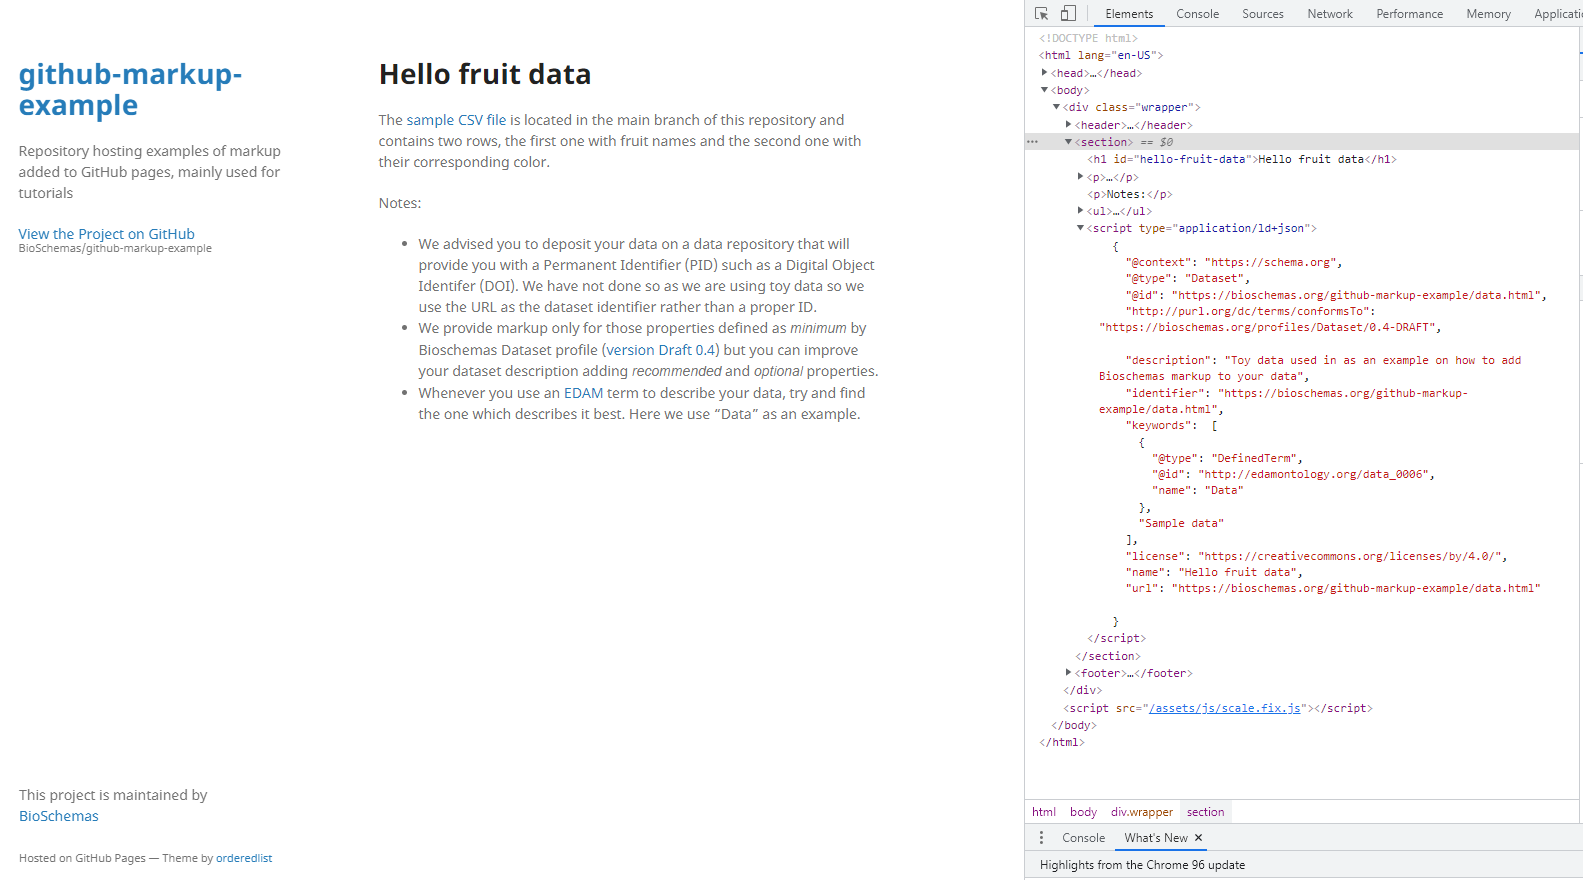 github-markup-
example
Repository hosting examples of markup
added to GitHub pages, mainly used for
tutorials
View the Project on GitHub
BioSchemas/github-markup-example
This project is maintained by
BioSchemas
Hosted on GitHub Pages — Theme by orderedlist
Hello fruit data
The sample CSV file is located in the main branch of this repository and
contains two rows, the first one with fruit names and the second one with
their corresponding color.
Notes:
• We advised you to deposit your data on a data repository that will
provide you with a Permanent Identifier (PID) such as a Digital Object
Identifer (DOI). We have not done so as we are using toy data so we
use the URL as the dataset identifier rather than a proper ID.
• We provide markup only for those properties defined as minimum by
Bioschemas Dataset profile (version Draft 0.4) but you can improve
your dataset description adding recommended and optional properties.
• Whenever you use an EDAM term to describe your data, try and find
the one which describes it best. Here we use “Data” as an example.
Elements Console Sources Network Performance Memory Applicati
<!DOCTYPE html>
<html lang="en-US">
<head>…</head>
<body>
<div class="wrapper">
<header>…</header>
<section> == $0
<h1 id="hello-fruit-data">Hello fruit data</h1>
<p>…</p>
<p>Notes:</p>
<ul>…</ul>
<script type="application/ld+json">
{
"@context": "https://schema.org",
"@type": "Dataset",
"@id": "https://bioschemas.org/github-markup-example/data.html",
"http://purl.org/dc/terms/conformsTo":
"https://bioschemas.org/profiles/Dataset/0.4-DRAFT",
"description": "Toy data used in as an example on how to add
Bioschemas markup to your data",
"identifier": "https://bioschemas.org/github-markup-
example/data.html",
"keywords": [
{
"@type": "DefinedTerm",
"@id": "http://edamontology.org/data_0006",
"name": "Data"
},
"Sample data"
],
"license": "https://creativecommons.org/licenses/by/4.0/",
"name": "Hello fruit data",
"url": "https://bioschemas.org/github-markup-example/data.html"
}
</script>
</section>
<footer>…</footer>
</div>
<script src="/assets/js/scale.fix.js"></script>
</body>
</html>
html body div.wrapper section
Console What's New ×
Highlights from the Chrome 96 update